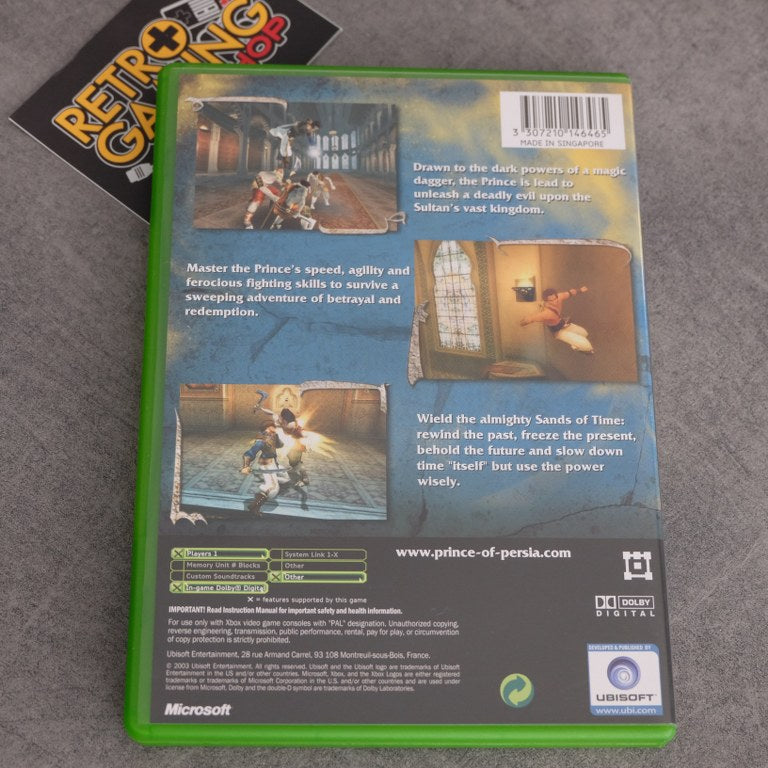 RETRO
GAMING
SHOP
3 307210 146465
MADE IN SINGAPORE
Drawn to the dark powers of a magic
dagger, the Prince is lead to
unleash a deadly evil upon the
Sultan's vast kingdom.
Master the Prince's speed, agility and
ferocious fighting skills to survive a
sweeping adventure of betrayal and
redemption.
Wield the almighty Sands of Time:
rewind the past, freeze the present,
behold the future and slow down
time "itself" but use the power
wisely.
Players 1
System Link 1-X
Memory Unit # Blocks
Other
Custom Soundtracks
Other
In-game Dolby® Digital
X = features supported by this game
www.prince-of-persia.com
IMPORTANT! Read Instruction Manual for important safety and health information.
For use only with Xbox video game consoles with "PAL" designation. Unauthorized copying,
reverse engineering, transmission, public performance, rental, pay for play, or circumvention
of copy protection is strictly prohibited.
Ubisoft Entertainment, 28 rue Armand Carrel, 93 108 Montreuil-sous-Bois, France.
© 2003 Ubisoft Entertainment. All rights reserved. Ubisoft and the Ubisoft logo are trademarks of Ubisoft
Entertainment in the US and/or other countries. Microsoft, Xbox, and the Xbox Logos are either registered
trademarks or trademarks of Microsoft Corporation in the U.S. and/or other countries and are used under
license from Microsoft. Dolby and the double-D symbol are trademarks of Dolby Laboratories.
Microsoft
DOLBY
DIGITAL
DEVELOPED & PUBLISHED BY
UBISOFT
www.ubi.com